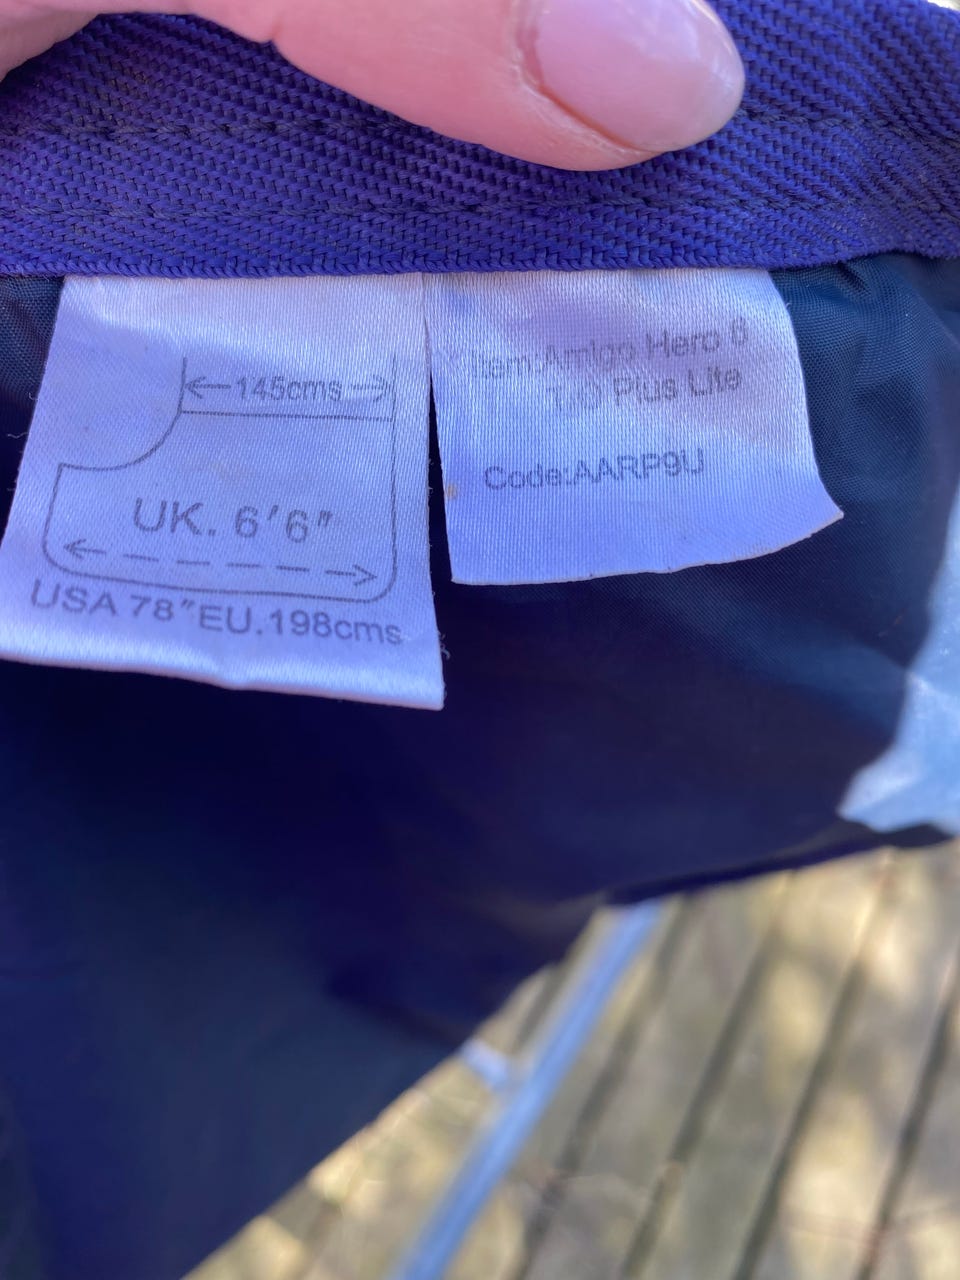 145cms
UK. 6'6"
USA 78" EU.198cms
Item:Amigo Hero 6
T.O Plus Lite
Code:AARP9U